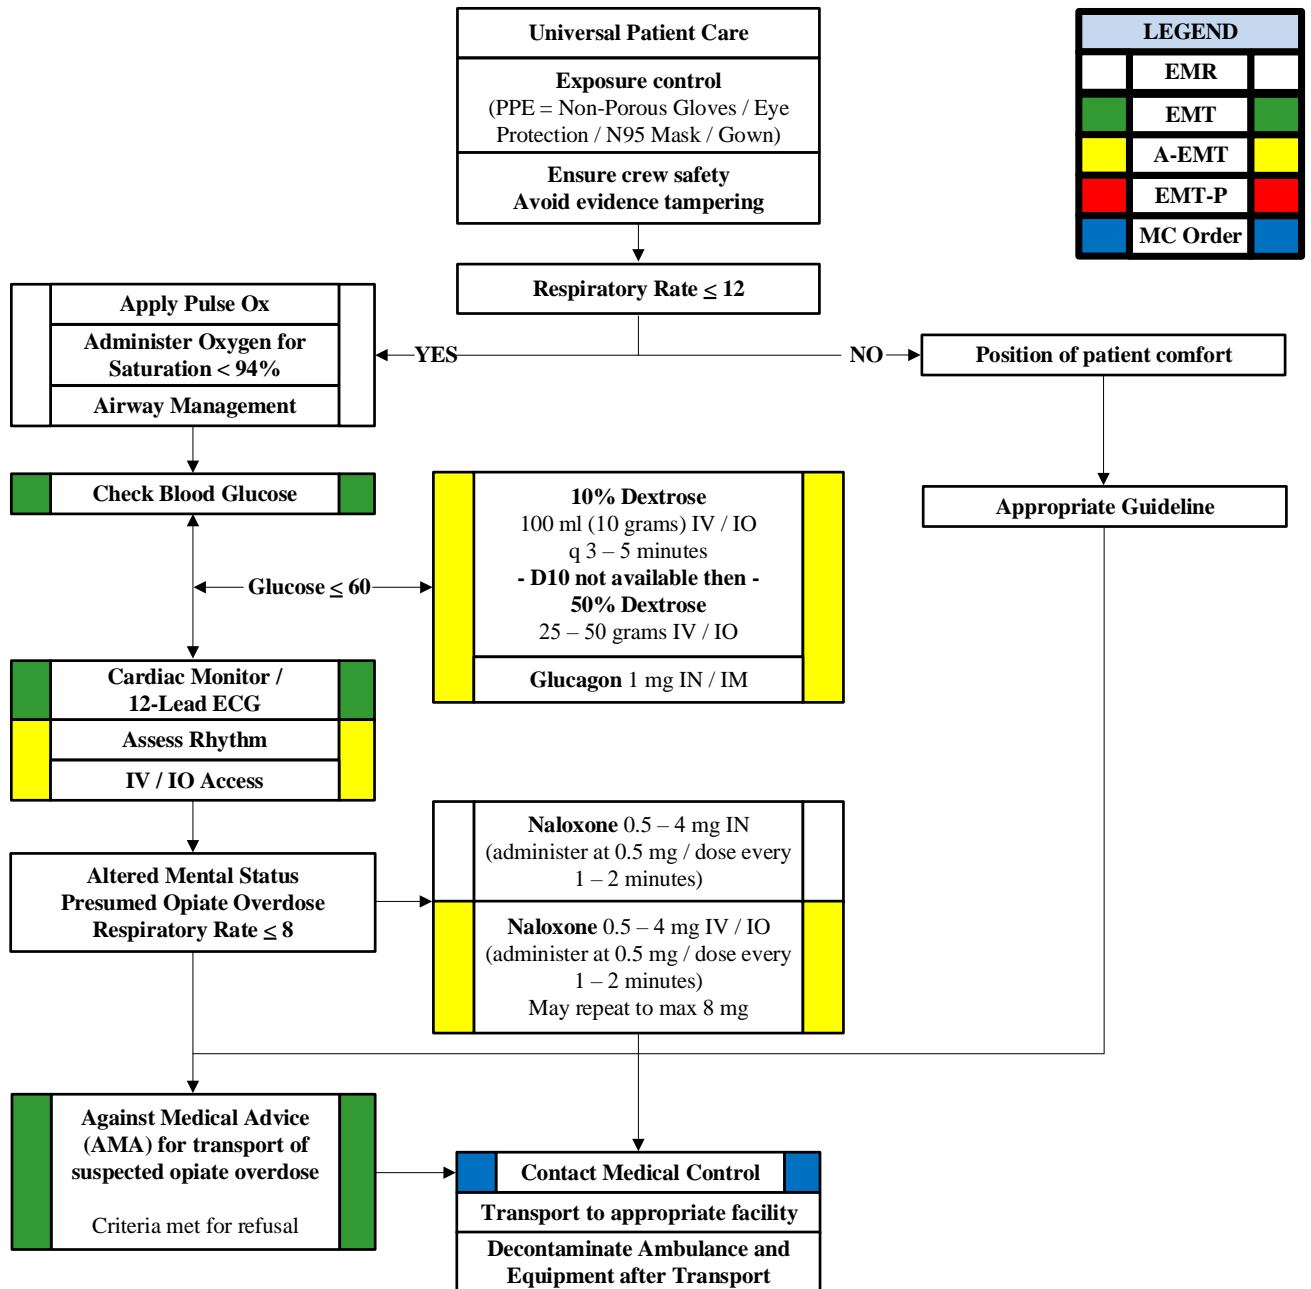 Universal Patient Care
Exposure control
(PPE = Non-Porous Gloves / Eye
Protection / N95 Mask / Gown)
Ensure crew safety
Avoid evidence tampering
LEGEND
EMR
EMT
A-EMT
EMT-P
MC Order
Respiratory Rate ≤ 12
YES
NO
Apply Pulse Ox
Administer Oxygen for
Saturation < 94%
Airway Management
Position of patient comfort
Check Blood Glucose
Appropriate Guideline
Glucose ≤ 60
10% Dextrose
100 ml (10 grams) IV / IO
q 3 – 5 minutes
- D10 not available then -
50% Dextrose
25 – 50 grams IV / IO
Glucagon 1 mg IN / IM
Cardiac Monitor /
12-Lead ECG
Assess Rhythm
IV / IO Access
Altered Mental Status
Presumed Opiate Overdose
Respiratory Rate ≤ 8
Naloxone 0.5 – 4 mg IN
(administer at 0.5 mg / dose every
1 – 2 minutes)
Naloxone 0.5 – 4 mg IV / IO
(administer at 0.5 mg / dose every
1 – 2 minutes)
May repeat to max 8 mg
Against Medical Advice
(AMA) for transport of
suspected opiate overdose
Criteria met for refusal
Contact Medical Control
Transport to appropriate facility
Decontaminate Ambulance and
Equipment after Transport